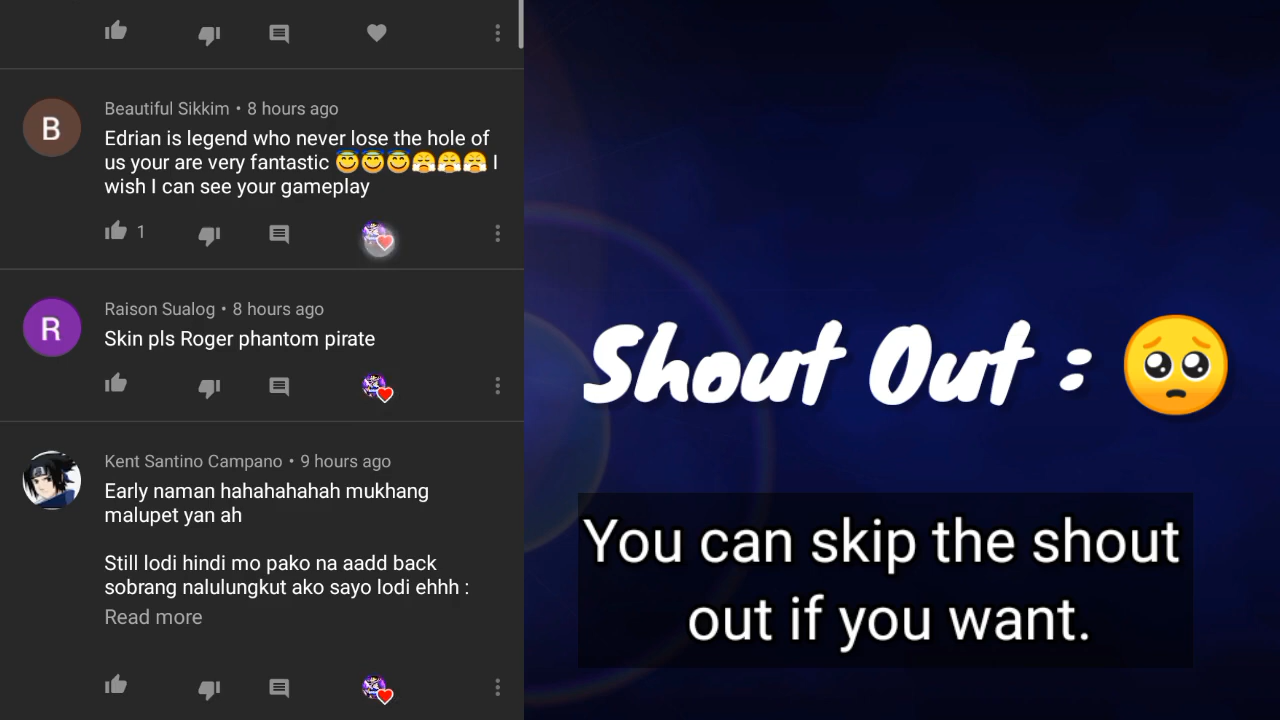 Beautiful Sikkim • 8 hours ago
Edrian is legend who never lose the hole of
us your are very fantastic 😇😇😇😤😤😤 I
wish I can see your gameplay
1
B
Raison Sualog • 8 hours ago
Skin pls Roger phantom pirate
R
Kent Santino Campano • 9 hours ago
Early naman hahahahahah mukhang
malupet yan ah
Still lodi hindi mo pako na aadd back
sobrang nalulungkut ako sayo lodi ehhh :
Read more
Shout Out : 🥺
You can skip the shout
out if you want.